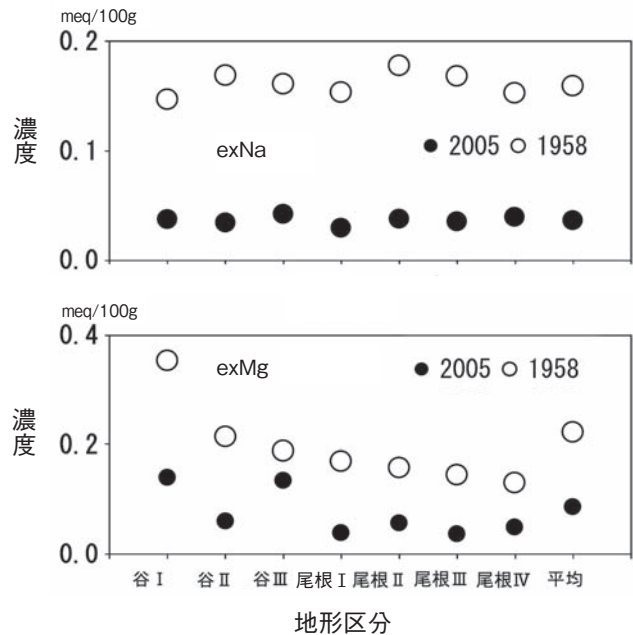 meq/100g
0.2
0.1
0.0
濃度
exNa
● 2005 ○ 1958
meq/100g
0.4
0.2
0.0
濃度
exMg
● 2005 ○ 1958
谷Ⅰ 谷Ⅱ 谷Ⅲ 尾根Ⅰ 尾根Ⅱ 尾根Ⅲ 尾根Ⅳ 平均
地形区分